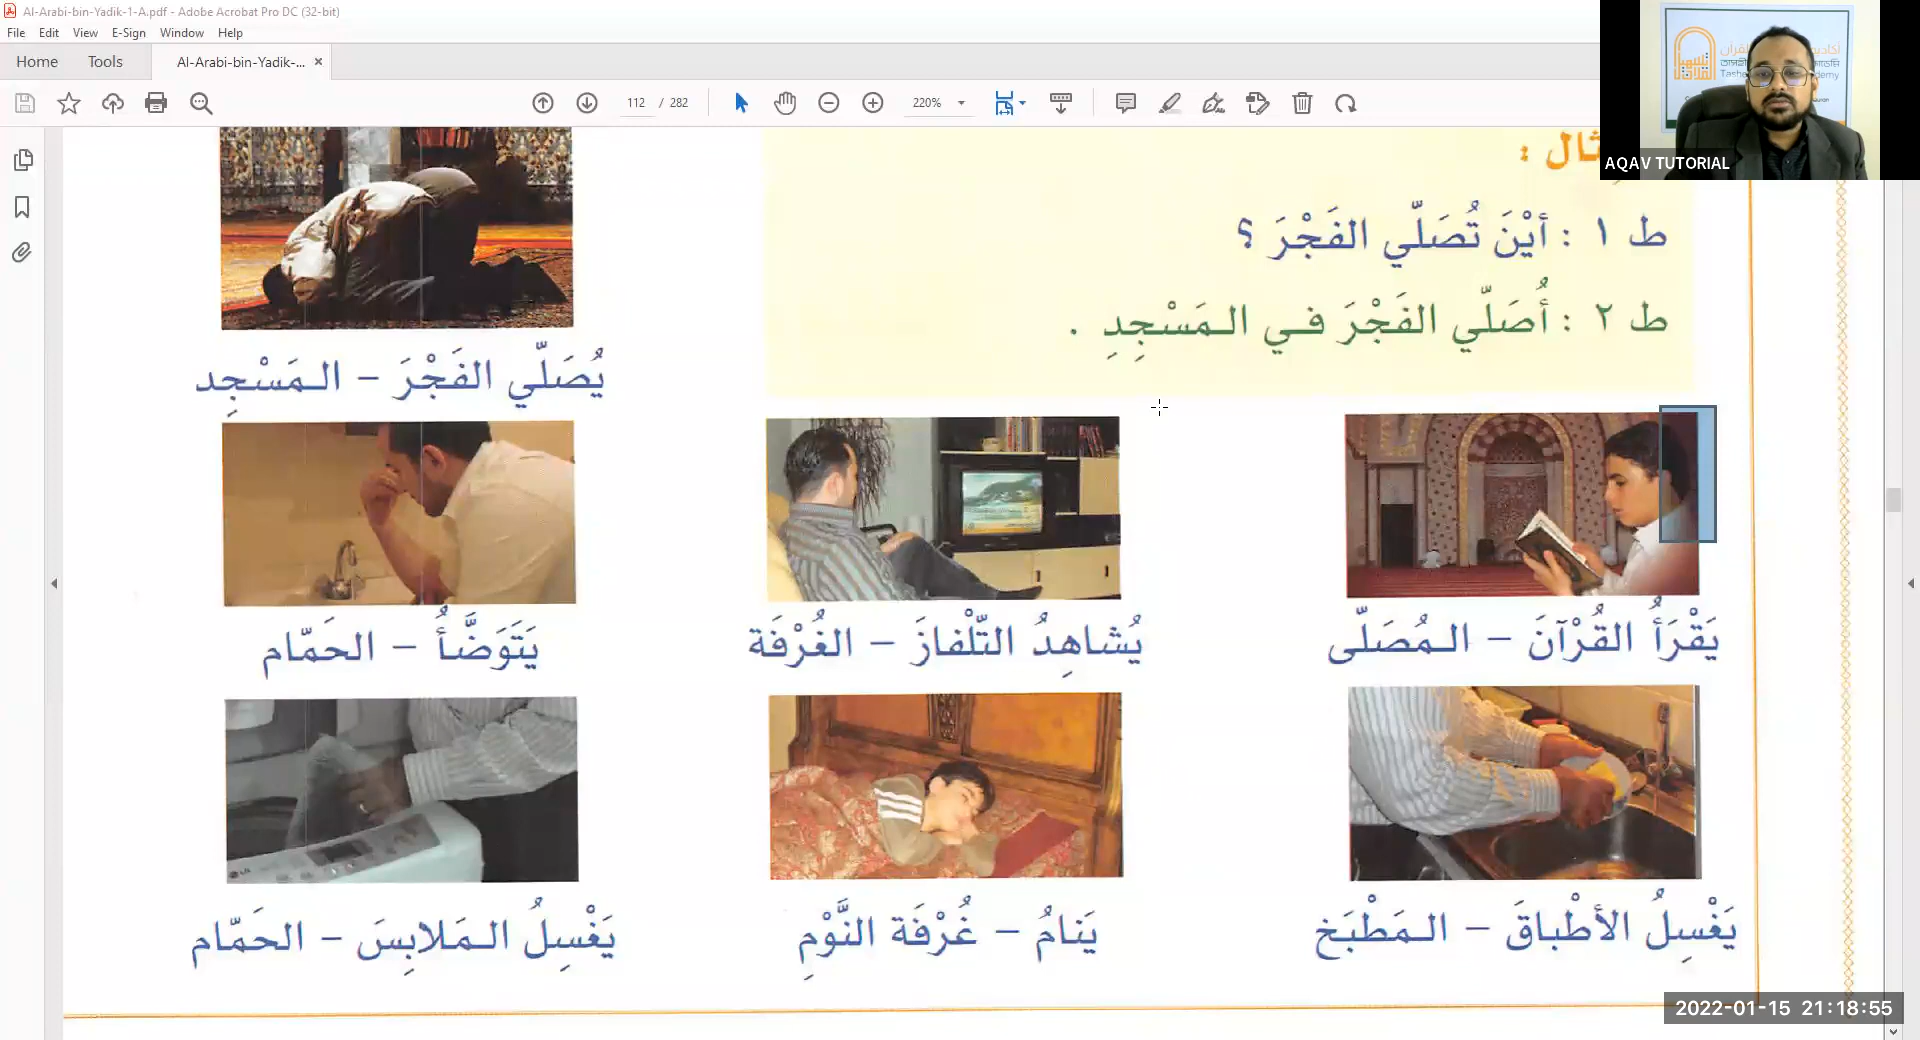 Al-Arabi-bin-Yadik-1-A.pdf - Adobe Acrobat Pro DC (32-bit)
File Edit View E-Sign Window Help
Home Tools Al-Arabi-bin-Yadik-... ×
112 / 282 220%
AQAV TUTORIAL
ط ١ : أيْنَ تُصَلّي الفَجْرَ ؟
ط ٢ : أُصَلّي الفَجْرَ في المَسْجِدِ .
يُصَلّي الفَجْرَ – المَسْجِد
يَقْرَأُ القُرْآنَ – المُصَلّى
يُشاهِدُ التّلْفازَ – الغُرْفَة
يَتَوَضَّأُ – الحَمّام
يَغْسِلُ الأطْباقَ – المَطْبَخ
يَنامُ – غُرْفَة النَّوْمِ
يَغْسِلُ المَلابِسَ – الحَمّام
LG
2022-01-15 21:18:55